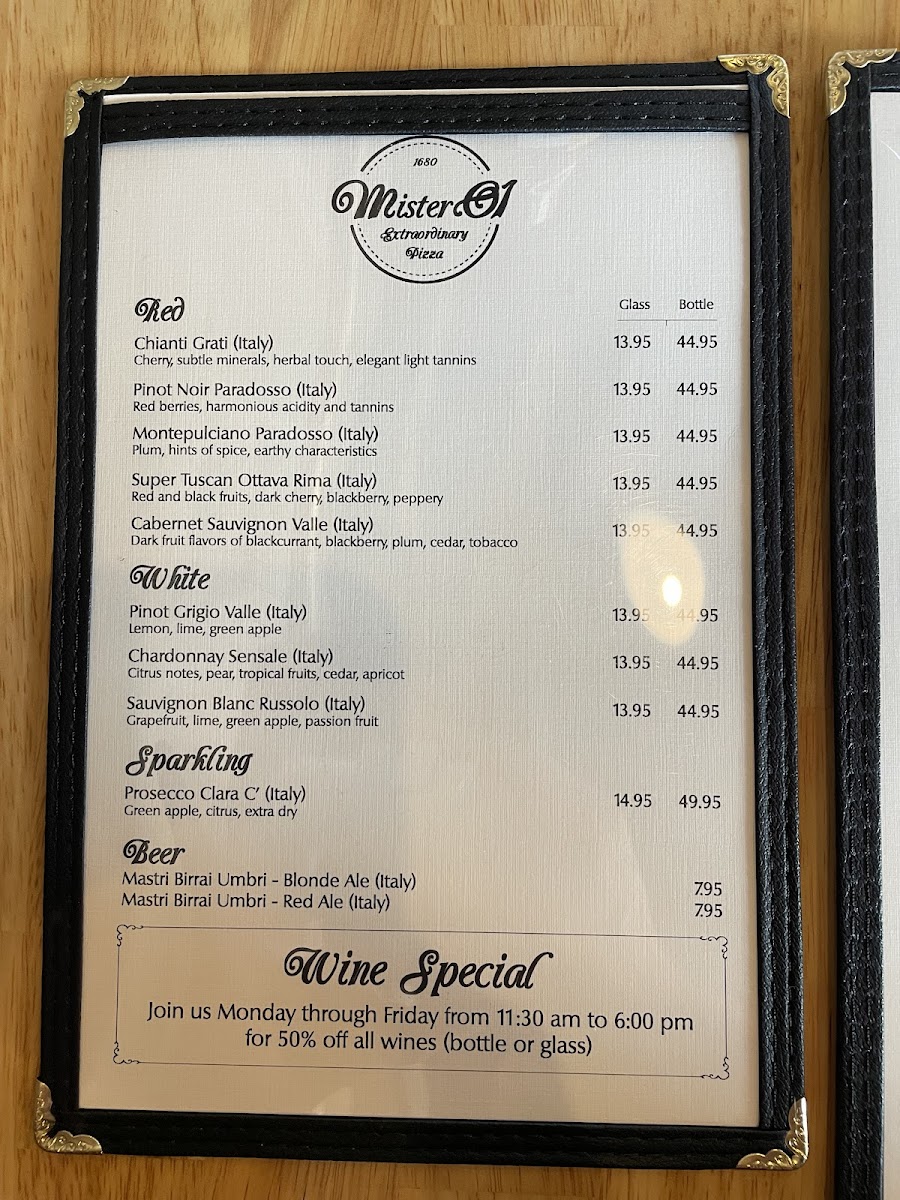 1680
Mister O1
Extraordinary
Pizza
Red
Glass Bottle
Chianti Grati (Italy) 13.95 44.95
Cherry, subtle minerals, herbal touch, elegant light tannins
Pinot Noir Paradosso (Italy) 13.95 44.95
Red berries, harmonious acidity and tannins
Montepulciano Paradosso (Italy) 13.95 44.95
Plum, hints of spice, earthy characteristics
Super Tuscan Ottava Rima (Italy) 13.95 44.95
Red and black fruits, dark cherry, blackberry, peppery
Cabernet Sauvignon Valle (Italy) 13.95 44.95
Dark fruit flavors of blackcurrant, blackberry, plum, cedar, tobacco
White
Pinot Grigio Valle (Italy) 13.95 44.95
Lemon, lime, green apple
Chardonnay Sensale (Italy) 13.95 44.95
Citrus notes, pear, tropical fruits, cedar, apricot
Sauvignon Blanc Russolo (Italy) 13.95 44.95
Grapefruit, lime, green apple, passion fruit
Sparkling
Prosecco Clara C' (Italy) 14.95 49.95
Green apple, citrus, extra dry
Beer
Mastri Birrai Umbri - Blonde Ale (Italy) 7.95
Mastri Birrai Umbri - Red Ale (Italy) 7.95
Wine Special
Join us Monday through Friday from 11:30 am to 6:00 pm
for 50% off all wines (bottle or glass)